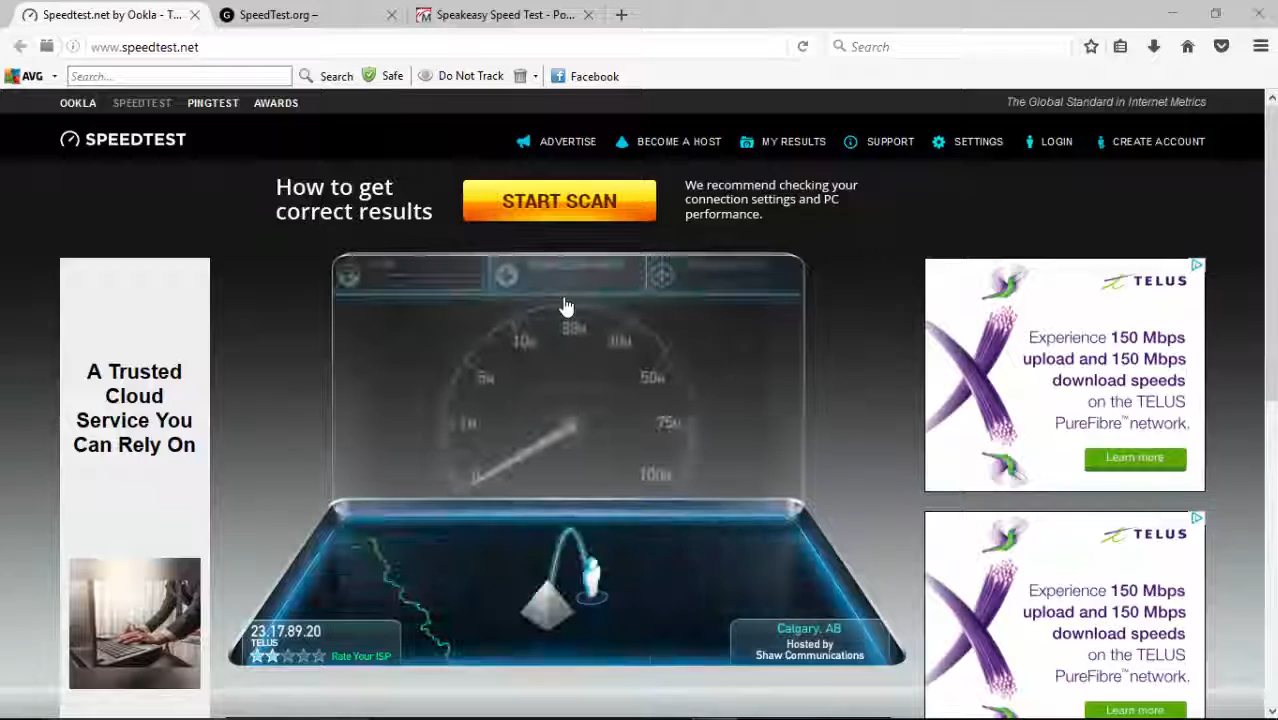 Speedtest.net by Ookla - T...
SpeedTest.org –
Speakeasy Speed Test - Po...
www.speedtest.net
Search
AVG
Search...
Search
Safe
Do Not Track
Facebook
OOKLA
SPEEDTEST
PINGTEST
AWARDS
The Global Standard in Internet Metrics
SPEEDTEST
ADVERTISE
BECOME A HOST
MY RESULTS
SUPPORT
SETTINGS
LOGIN
CREATE ACCOUNT
How to get
correct results
START SCAN
We recommend checking your
connection settings and PC
performance.
A Trusted
Cloud
Service You
Can Rely On
5M
10M
50M
75M
100M
0
23.17.89.20
TELUS
Rate Your ISP
Calgary, AB
Hosted by
Shaw Communications
TELUS
Experience 150 Mbps
upload and 150 Mbps
download speeds
on the TELUS
PureFibre™ network.
Learn more
TELUS
Experience 150 Mbps
upload and 150 Mbps
download speeds
on the TELUS
PureFibre™ network.
Learn more